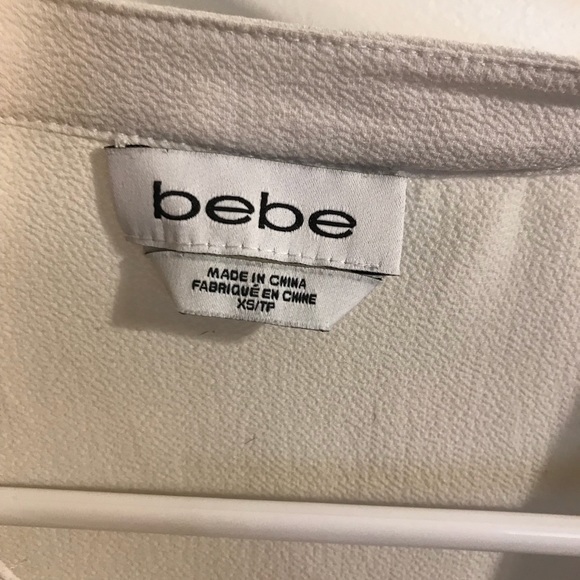 bebe
MADE IN CHINA
FABRIQUÉ EN CHINE
XS/TP